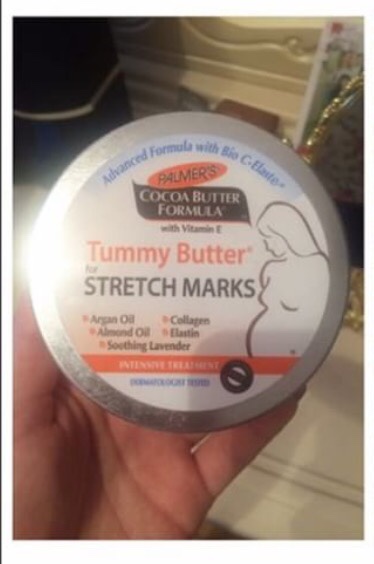 Advanced Formula with Bio C-Elaste®
PALMER'S®
COCOA BUTTER
FORMULA®
with Vitamin E
Tummy Butter®
for
STRETCH MARKS
Argan Oil
Collagen
Almond Oil
Elastin
Soothing Lavender
INTENSIVE TREATMENT
DERMATOLOGIST TESTED